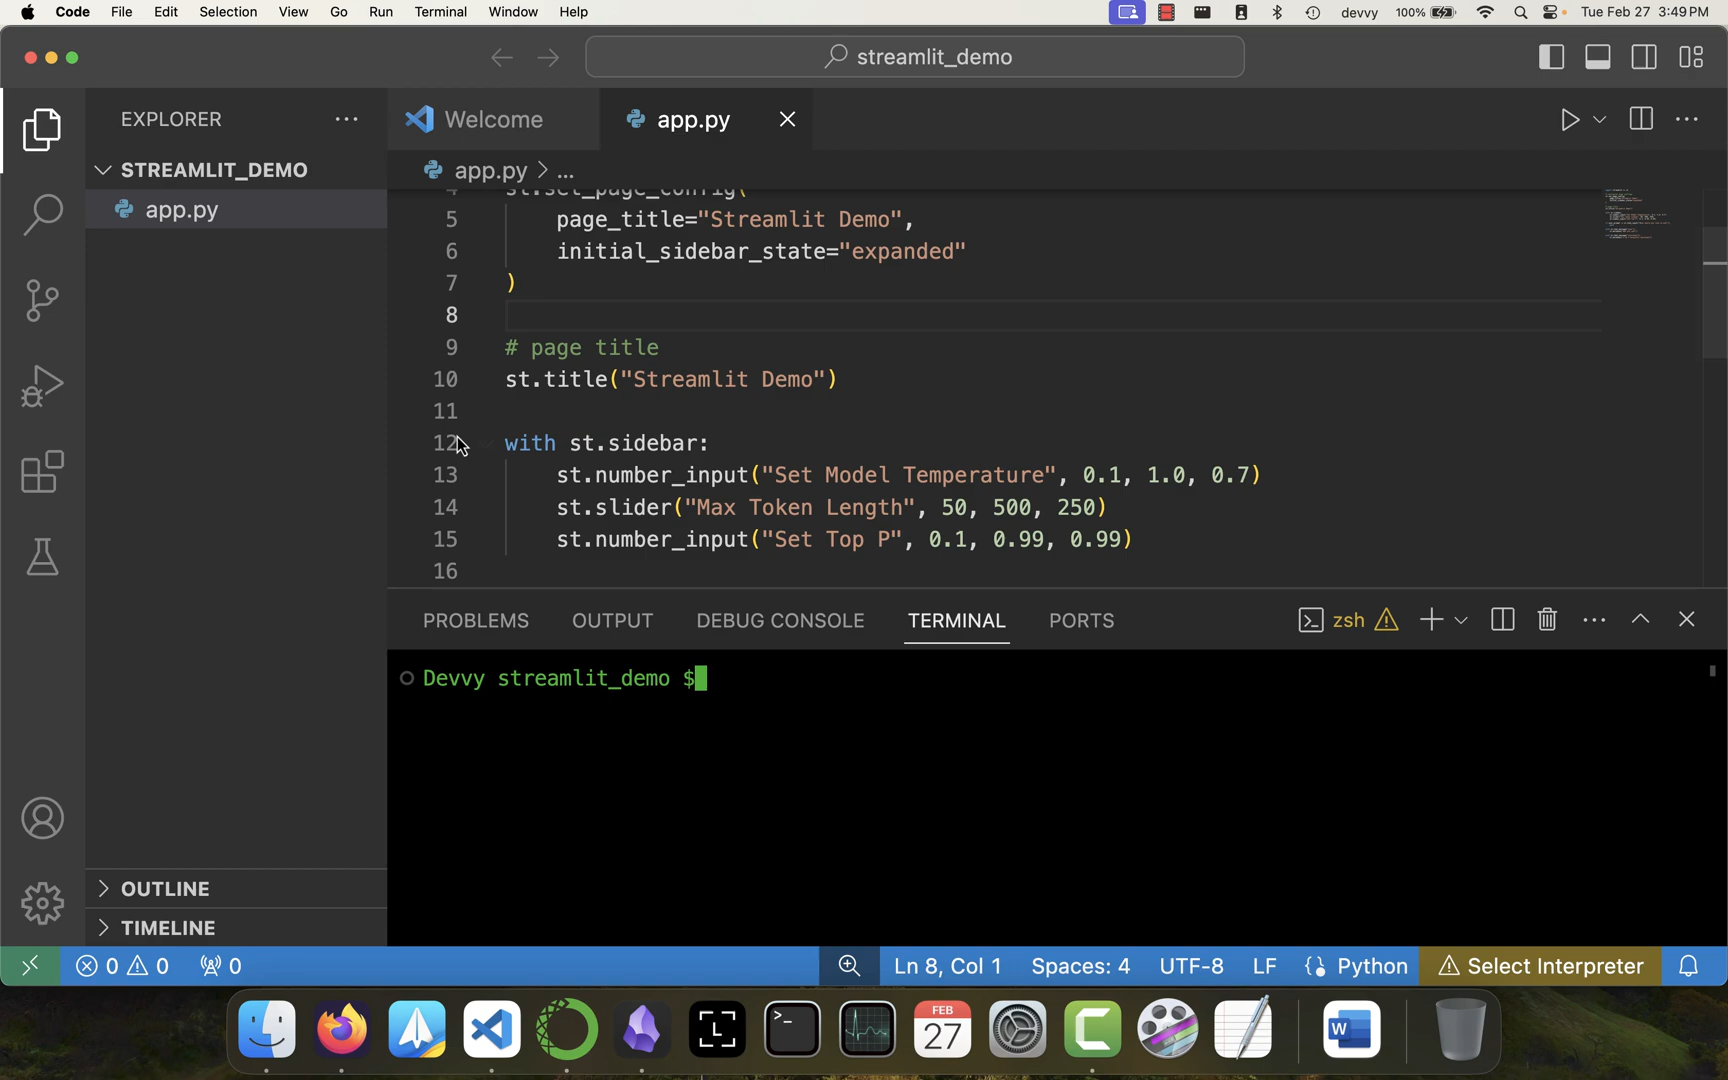 Code File Edit Selection View Go Run Terminal Window Help devvy 100% Tue Feb 27 3:49 PM
streamlit_demo
EXPLORER
STREAMLIT_DEMO
app.py
OUTLINE
TIMELINE
Welcome app.py
app.py > ...
4 st.set_page_config(
5 page_title="Streamlit Demo",
6 initial_sidebar_state="expanded"
7 )
8
9 # page title
10 st.title("Streamlit Demo")
11
12 with st.sidebar:
13 st.number_input("Set Model Temperature", 0.1, 1.0, 0.7)
14 st.slider("Max Token Length", 50, 500, 250)
15 st.number_input("Set Top P", 0.1, 0.99, 0.99)
16
PROBLEMS OUTPUT DEBUG CONSOLE TERMINAL PORTS zsh
Devvy streamlit_demo $
0 0 0 Ln 8, Col 1 Spaces: 4 UTF-8 LF Python Select Interpreter
L >_ FEB 27 C W